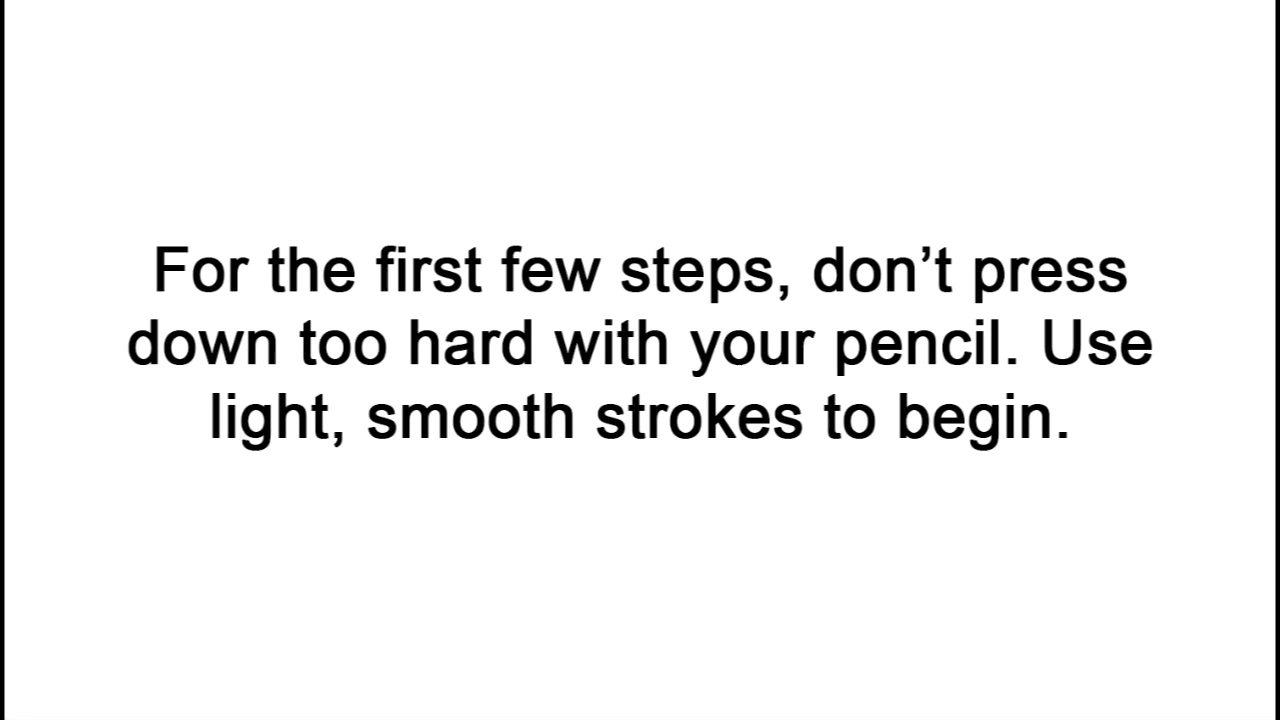 For the first few steps, don’t press
down too hard with your pencil. Use
light, smooth strokes to begin.